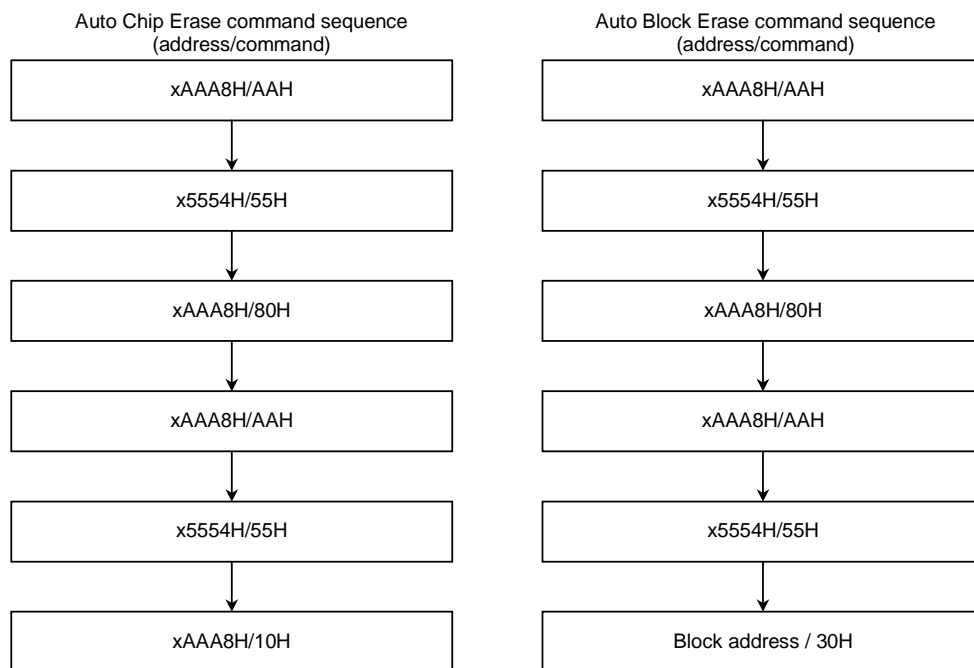 Auto Chip Erase command sequence
(address/command)
xAAA8H/AAH
x5554H/55H
xAAA8H/80H
xAAA8H/AAH
x5554H/55H
xAAA8H/10H
Auto Block Erase command sequence
(address/command)
xAAA8H/AAH
x5554H/55H
xAAA8H/80H
xAAA8H/AAH
x5554H/55H
Block address / 30H